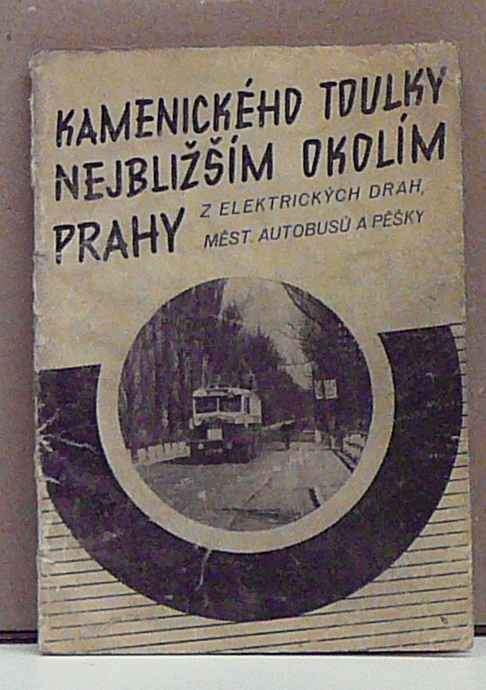 KAMENICKÉHO TOULKY
NEJBLIŽŠÍM OKOLÍM
PRAHY
Z ELEKTRICKÝCH DRAH,
MĚST. AUTOBUSŮ A PĚŠKY